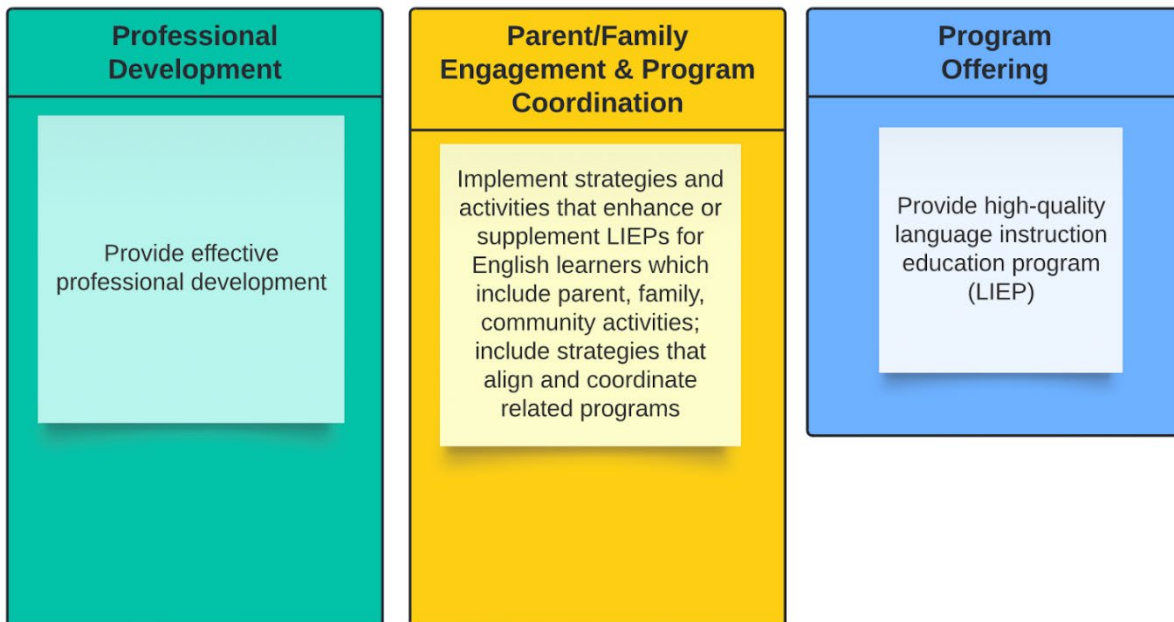 Professional
Development
Provide effective
professional development
Parent/Family
Engagement & Program
Coordination
Implement strategies and
activities that enhance or
supplement LIEPs for
English learners which
include parent, family,
community activities;
include strategies that
align and coordinate
related programs
Program
Offering
Provide high-quality
language instruction
education program
(LIEP)